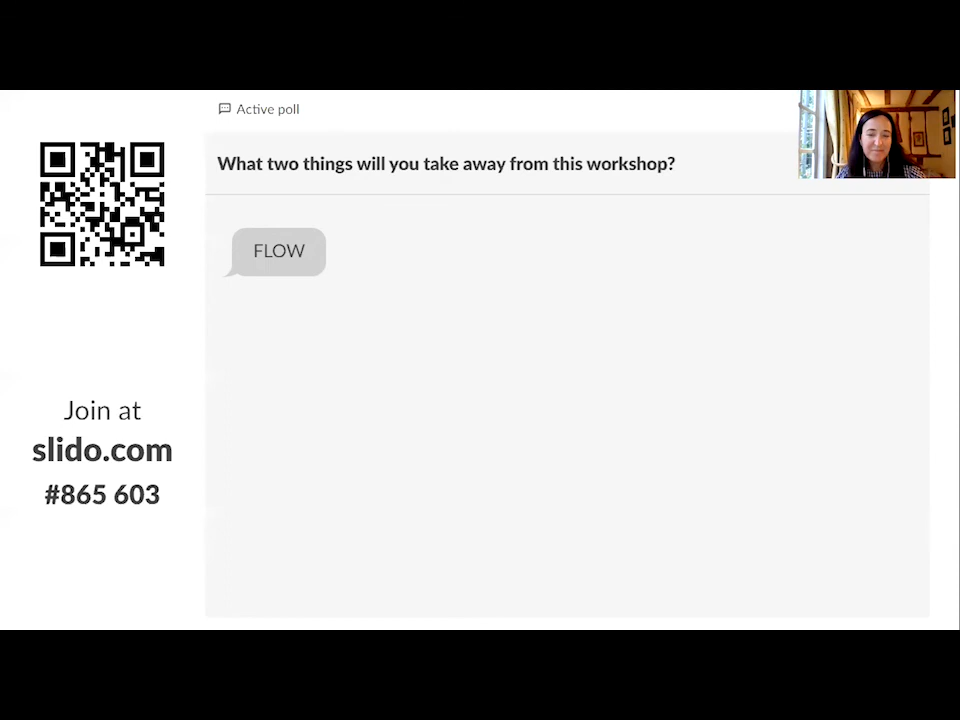 Active poll
What two things will you take away from this workshop?
FLOW
Join at
slido.com
#865 603